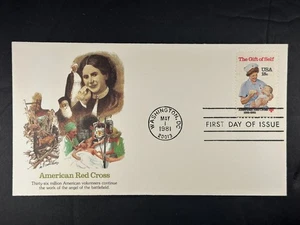 The Gift of Self
USA
18c
WASHINGTON, DC
MAY
1
1981
20013
FIRST DAY OF ISSUE
American Red Cross
Thirty-six million American volunteers continue
the work of the angel of the battlefield.